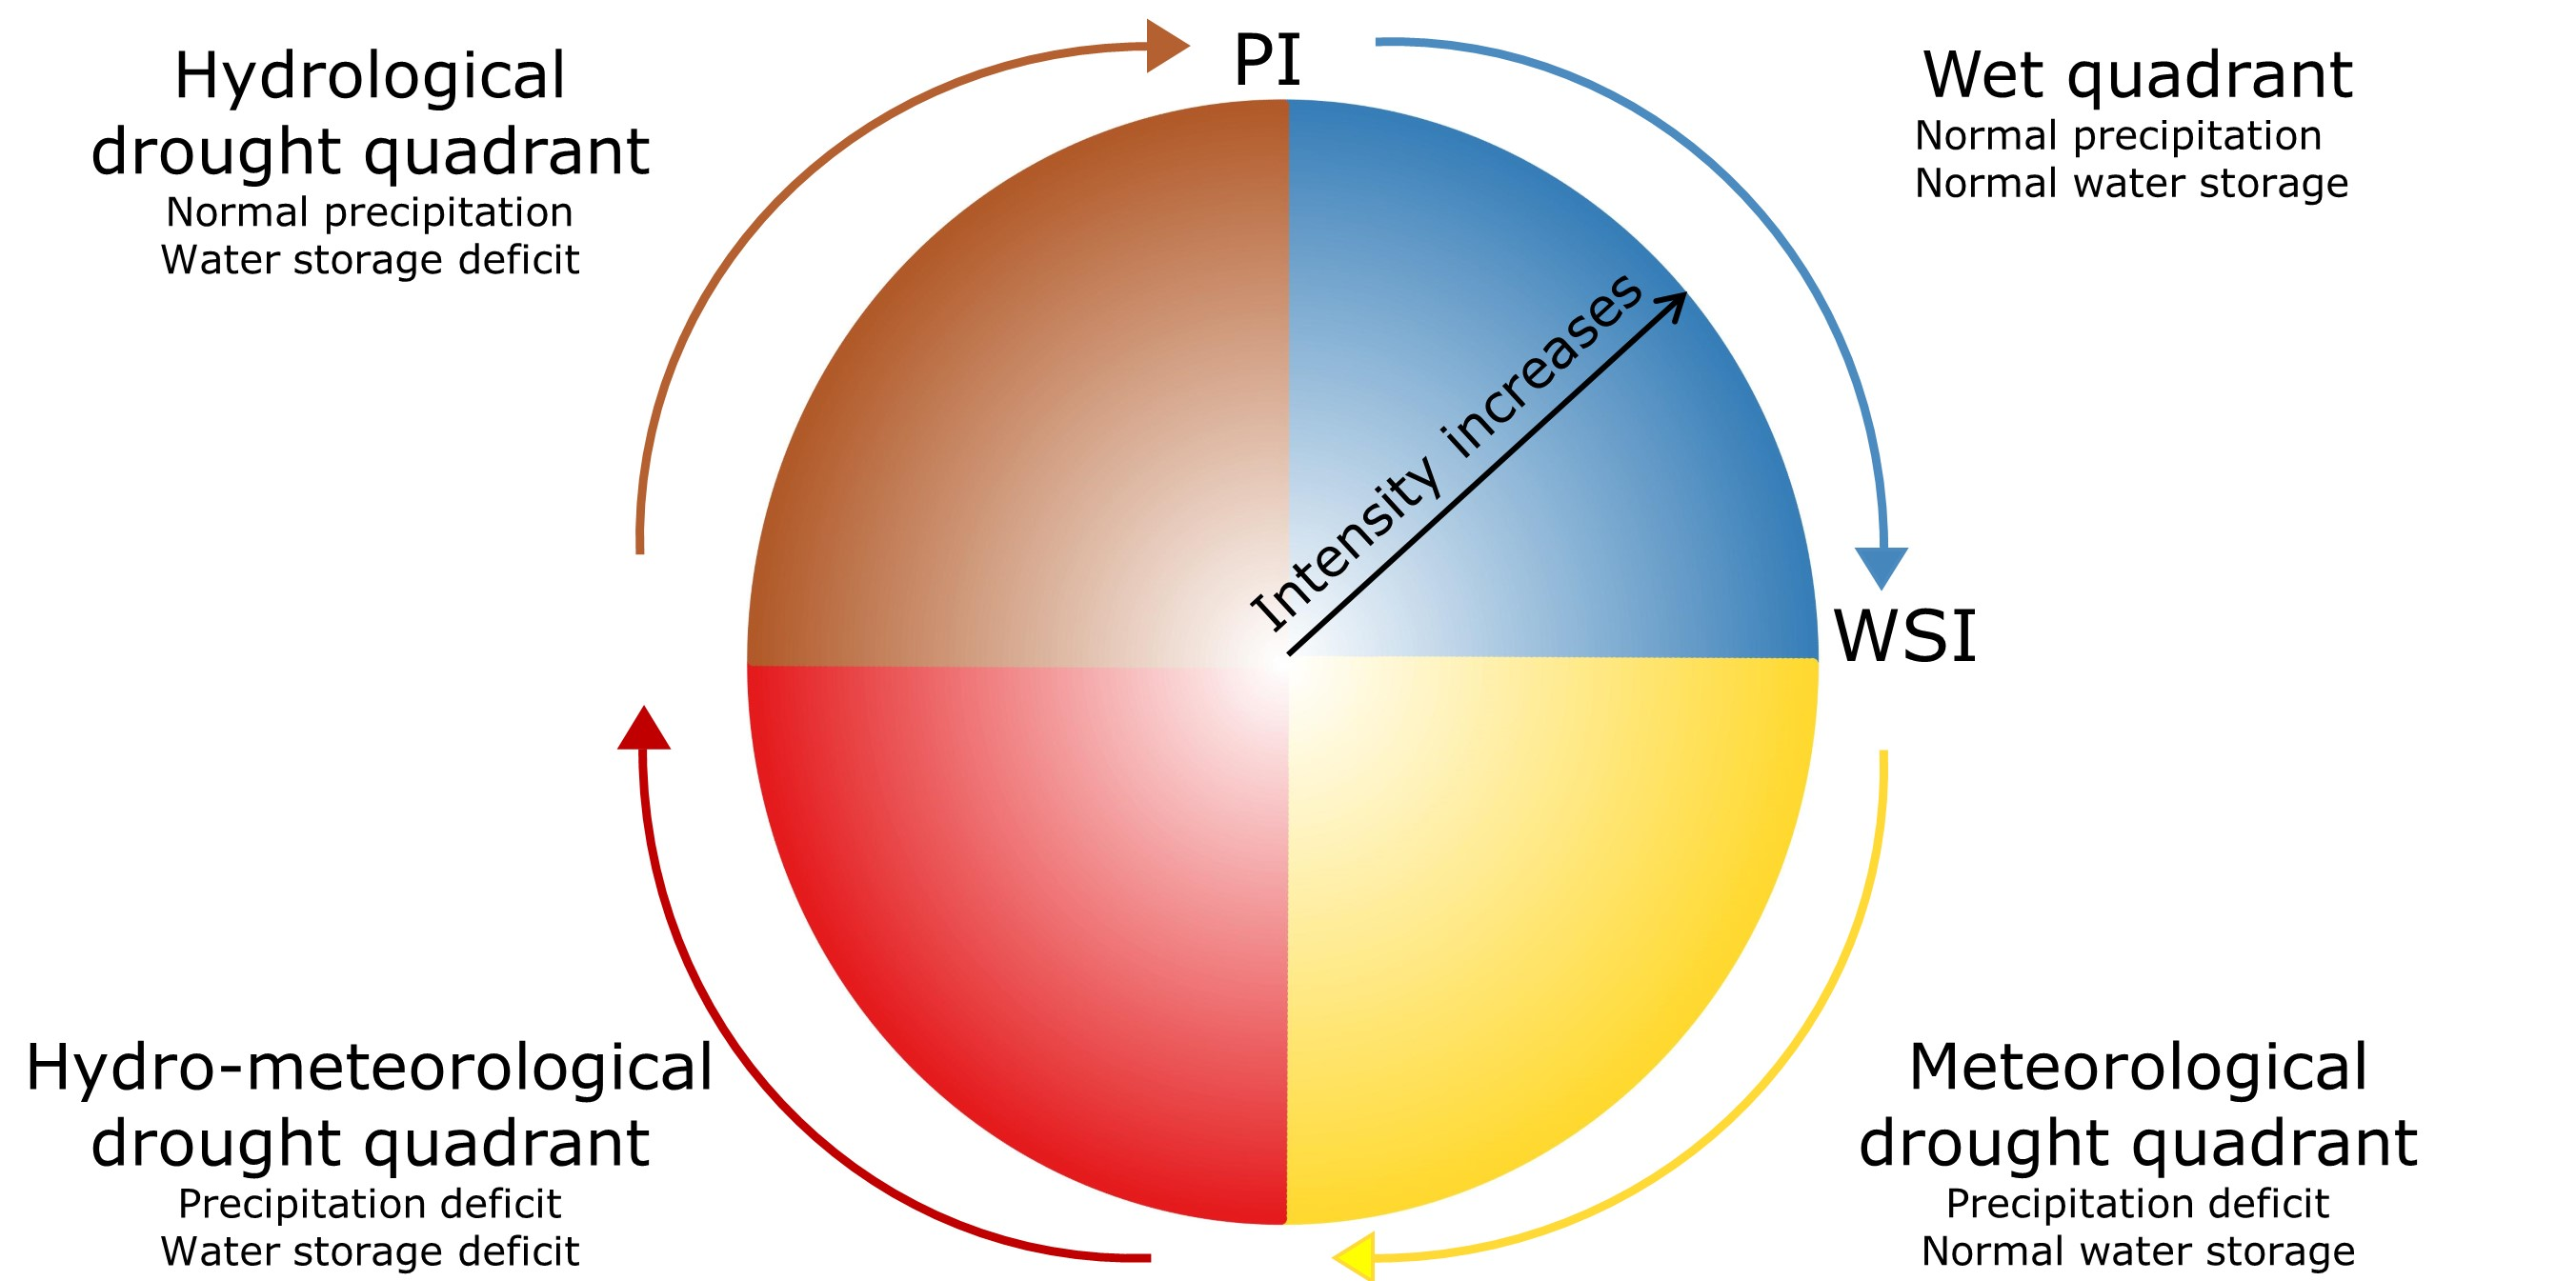 Hydrological
drought quadrant
Normal precipitation
Water storage deficit
PI
Wet quadrant
Normal precipitation
Normal water storage
Intensity increases
WSI
Hydro-meteorological
drought quadrant
Precipitation deficit
Water storage deficit
Meteorological
drought quadrant
Precipitation deficit
Normal water storage